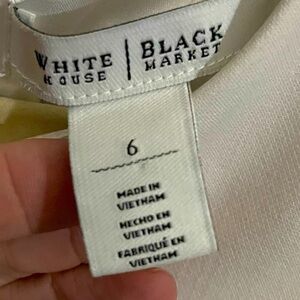 WHITE HOUSE | BLACK MARKET
6
MADE IN
VIETNAM
HECHO EN
VIETNAM
FABRIQUÉ EN
VIETNAM